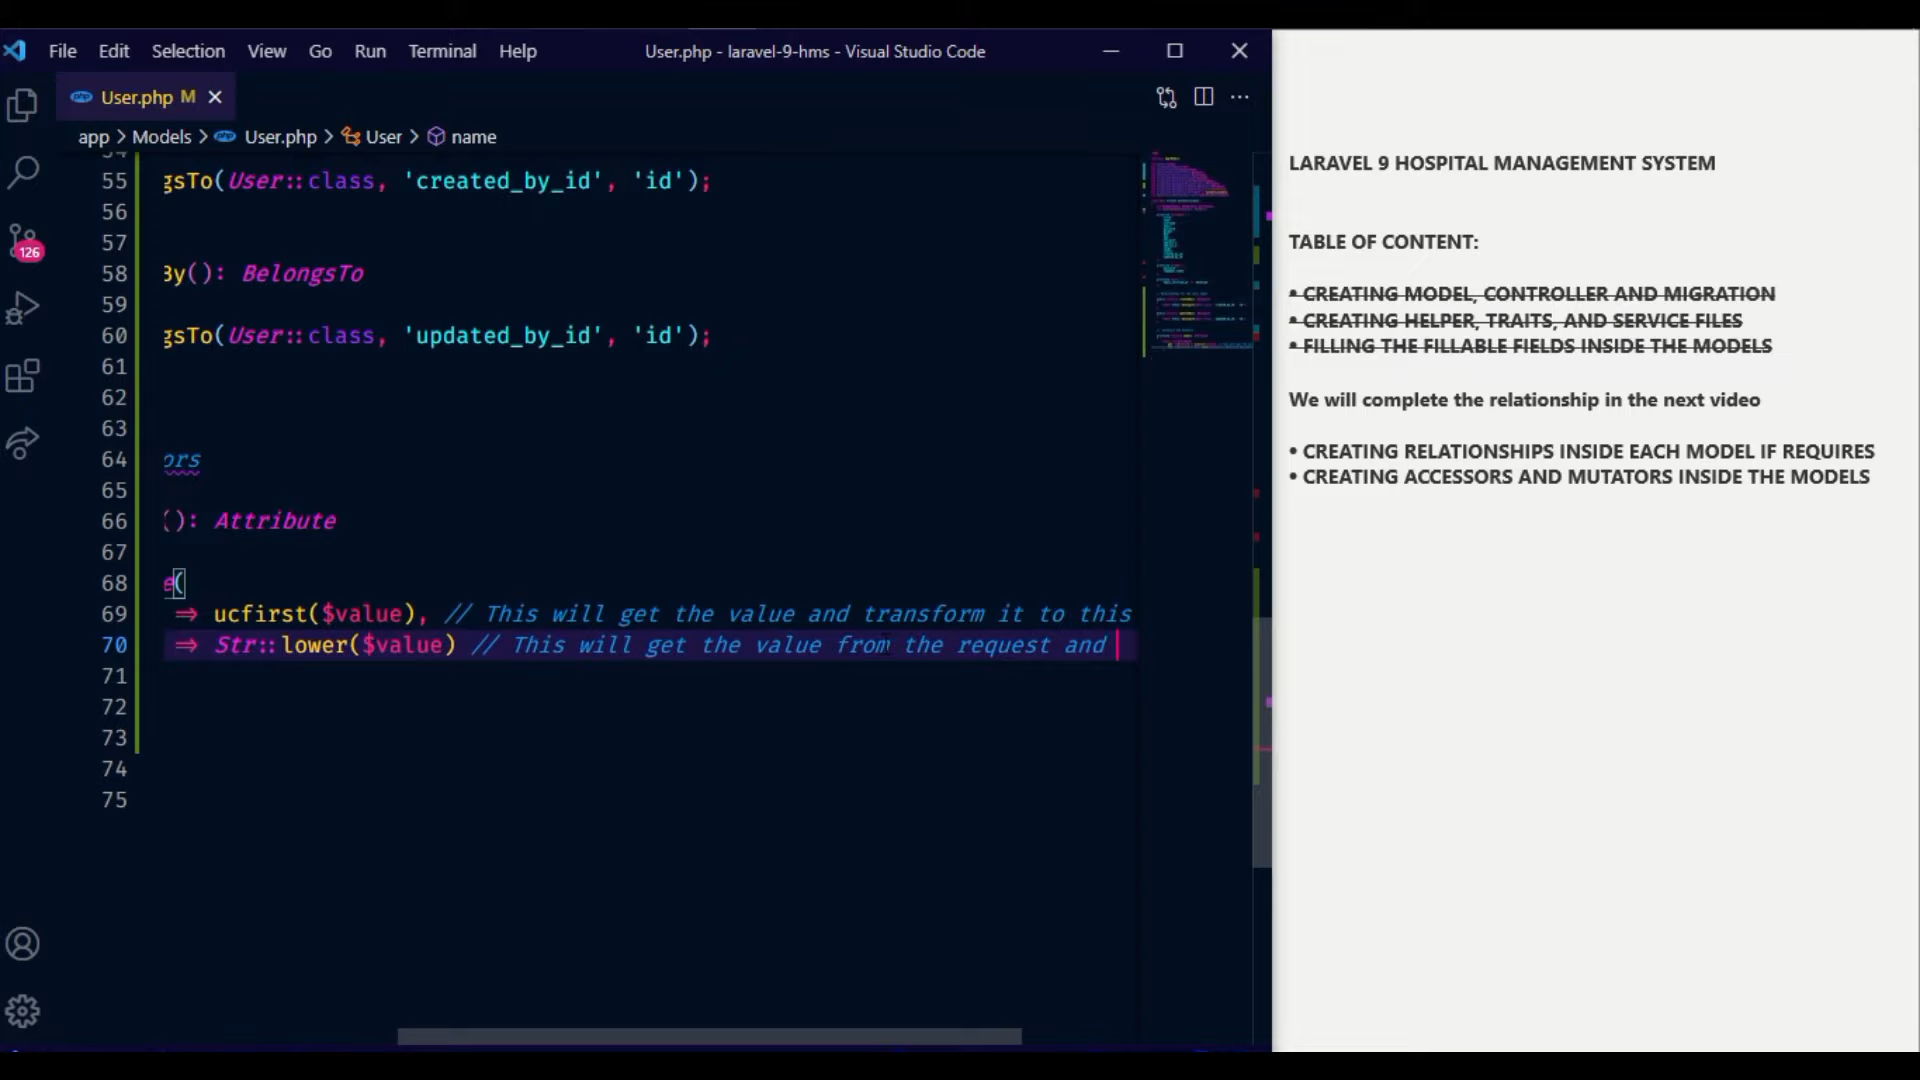 File Edit Selection View Go Run Terminal Help User.php - laravel-9-hms - Visual Studio Code
User.php M
app > Models > User.php > User > name
55 gsTo(User::class, 'created_by_id', 'id');
56
57
58 By(): BelongsTo
59
60 gsTo(User::class, 'updated_by_id', 'id');
61
62
63
64 ors
65
66 (): Attribute
67
68 e(
69 => ucfirst($value), // This will get the value and transform it to this
70 => Str::lower($value) // This will get the value from the request and
71
72
73
74
75
126
LARAVEL 9 HOSPITAL MANAGEMENT SYSTEM
TABLE OF CONTENT:
• CREATING MODEL, CONTROLLER AND MIGRATION
• CREATING HELPER, TRAITS, AND SERVICE FILES
• FILLING THE FILLABLE FIELDS INSIDE THE MODELS
We will complete the relationship in the next video
• CREATING RELATIONSHIPS INSIDE EACH MODEL IF REQUIRES
• CREATING ACCESSORS AND MUTATORS INSIDE THE MODELS